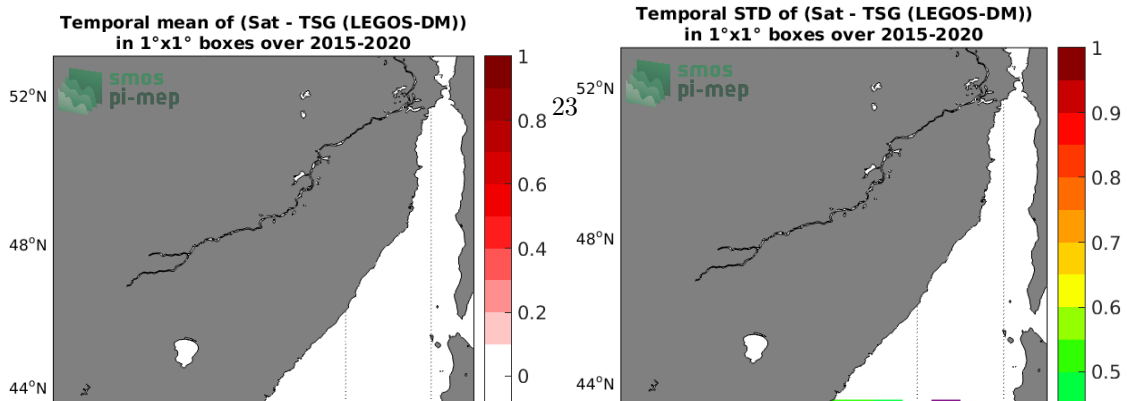 Temporal mean of (Sat - TSG (LEGOS-DM))
in 1°x1° boxes over 2015-2020
smos
pi-mep
52°N
48°N
44°N
1
0.8
0.6
0.4
0.2
0
23
Temporal STD of (Sat - TSG (LEGOS-DM))
in 1°x1° boxes over 2015-2020
smos
pi-mep
52°N
48°N
44°N
1
0.9
0.8
0.7
0.6
0.5